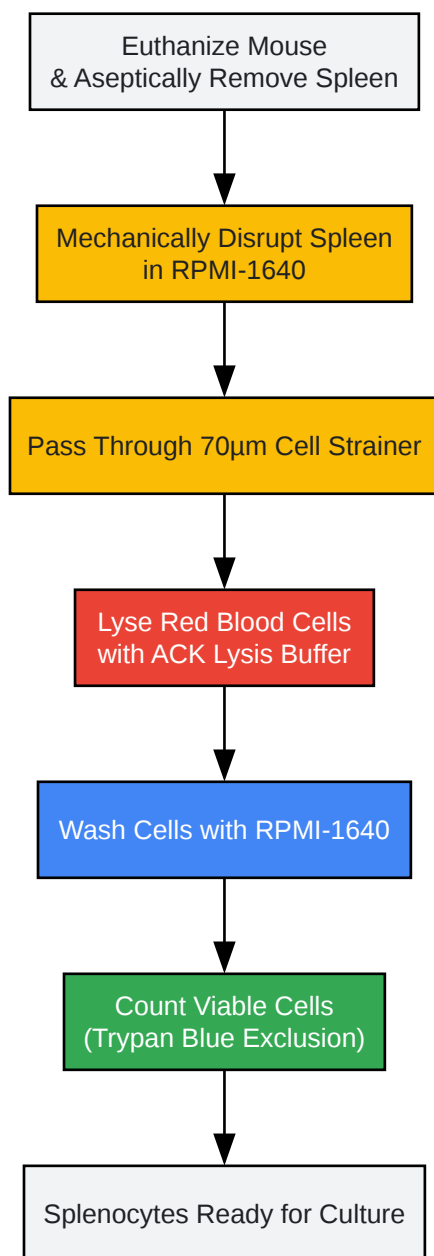 Euthanize Mouse
& Aseptically Remove Spleen
Mechanically Disrupt Spleen
in RPMI-1640
Pass Through 70µm Cell Strainer
Lyse Red Blood Cells
with ACK Lysis Buffer
Wash Cells with RPMI-1640
Count Viable Cells
(Trypan Blue Exclusion)
Splenocytes Ready for Culture